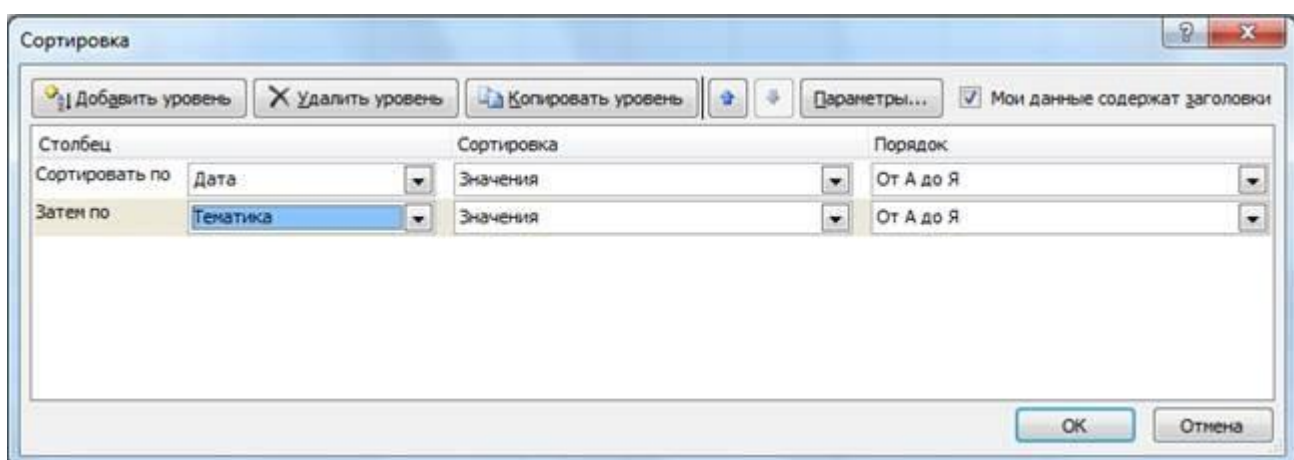 Сортировка
Добавить уровень Удалить уровень Копировать уровень Параметры... Мои данные содержат заголовки
Столбец Сортировка Порядок
Сортировать по Дата Значения От А до Я
Затем по Тематика Значения От А до Я
ОК Отмена